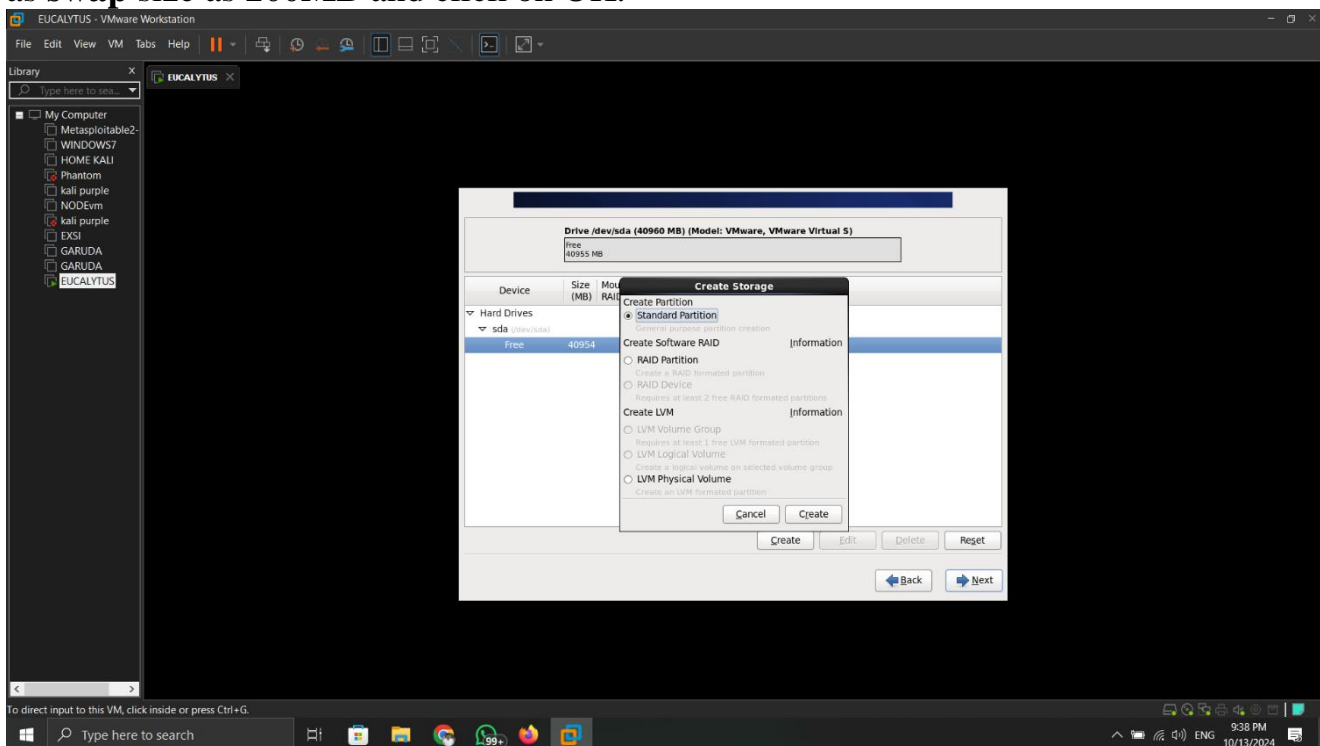 as swap size as 200MB and click on OK.
EUCALYTUS - VMware Workstation
File Edit View VM Tabs Help
Library X
EUCALYTUS
Type here to sea...
My Computer
Metasploitable2-
WINDOWS7
HOME KALI
Phantom
kali purple
NODEvm
kali purple
EXSI
GARUDA
GARUDA
EUCALYTUS
Drive /dev/sda (40960 MB) (Model: VMware, VMware Virtual S)
Free
40955 MB
Device
Size Mou
(MB) RAID
Hard Drives
sda (/dev/sda)
Free 40954
Create Storage
Create Partition
Standard Partition
General purpose partition creation
Create Software RAID Information
RAID Partition
Create a RAID formated partition
RAID Device
Requires at least 2 free RAID formated partitions
Create LVM Information
LVM Volume Group
Requires at least 1 free LVM formated partition
LVM Logical Volume
Create a logical volume on selected volume group
LVM Physical Volume
Create an LVM formated partition
Cancel Create
Create Edit Delete Reset
Back Next
To direct input to this VM, click inside or press Ctrl+G.
Type here to search
99+
ENG
9:38 PM
10/13/2024